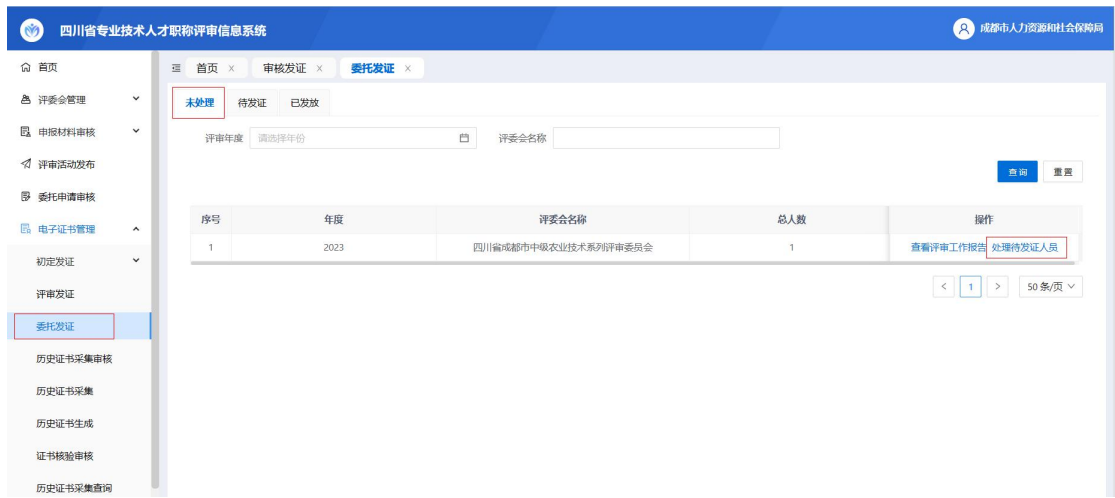 四川省专业技术人才职称评审信息系统
成都市人力资源和社会保障局
首页
评委会管理
申报材料审核
评审活动发布
委托申请审核
电子证书管理
初定发证
评审发证
委托发证
历史证书采集审核
历史证书采集
历史证书生成
证书核验审核
历史证书采集查询
首页 × 审核发证 × 委托发证 ×
未处理 待发证 已发放
评审年度 请选择年份 评委会名称
查询 重置
序号 年度 评委会名称 总人数 操作
1 2023 四川省成都市中级农业技术系列评审委员会 1 查看评审工作报告 处理待发证人员
< 1 > 50 条/页